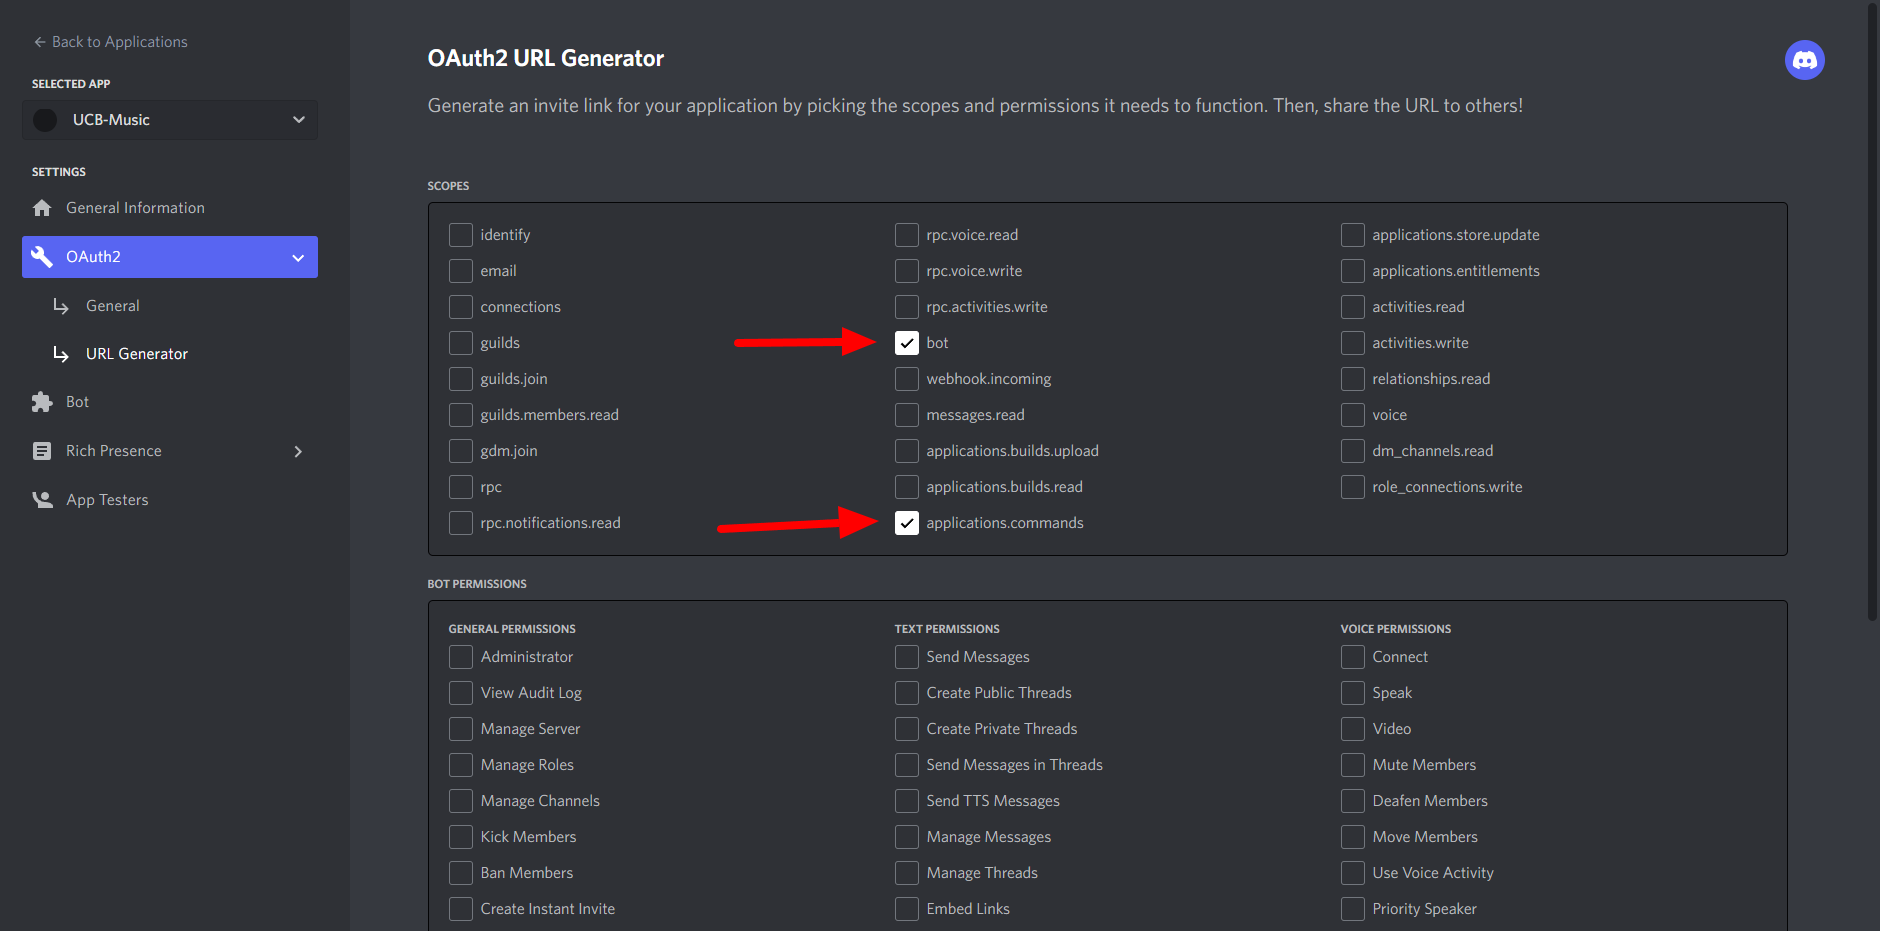 Back to Applications
SELECTED APP
UCB-Music
SETTINGS
General Information
OAuth2
General
URL Generator
Bot
Rich Presence
App Testers
OAuth2 URL Generator
Generate an invite link for your application by picking the scopes and permissions it needs to function. Then, share the URL to others!
SCOPES
identify
email
connections
guilds
guilds.join
guilds.members.read
gdm.join
rpc
rpc.notifications.read
rpc.voice.read
rpc.voice.write
rpc.activities.write
bot
webhook.incoming
messages.read
applications.builds.upload
applications.builds.read
applications.commands
applications.store.update
applications.entitlements
activities.read
activities.write
relationships.read
voice
dm_channels.read
role_connections.write
BOT PERMISSIONS
GENERAL PERMISSIONS
Administrator
View Audit Log
Manage Server
Manage Roles
Manage Channels
Kick Members
Ban Members
Create Instant Invite
TEXT PERMISSIONS
Send Messages
Create Public Threads
Create Private Threads
Send Messages in Threads
Send TTS Messages
Manage Messages
Manage Threads
Embed Links
VOICE PERMISSIONS
Connect
Speak
Video
Mute Members
Deafen Members
Move Members
Use Voice Activity
Priority Speaker